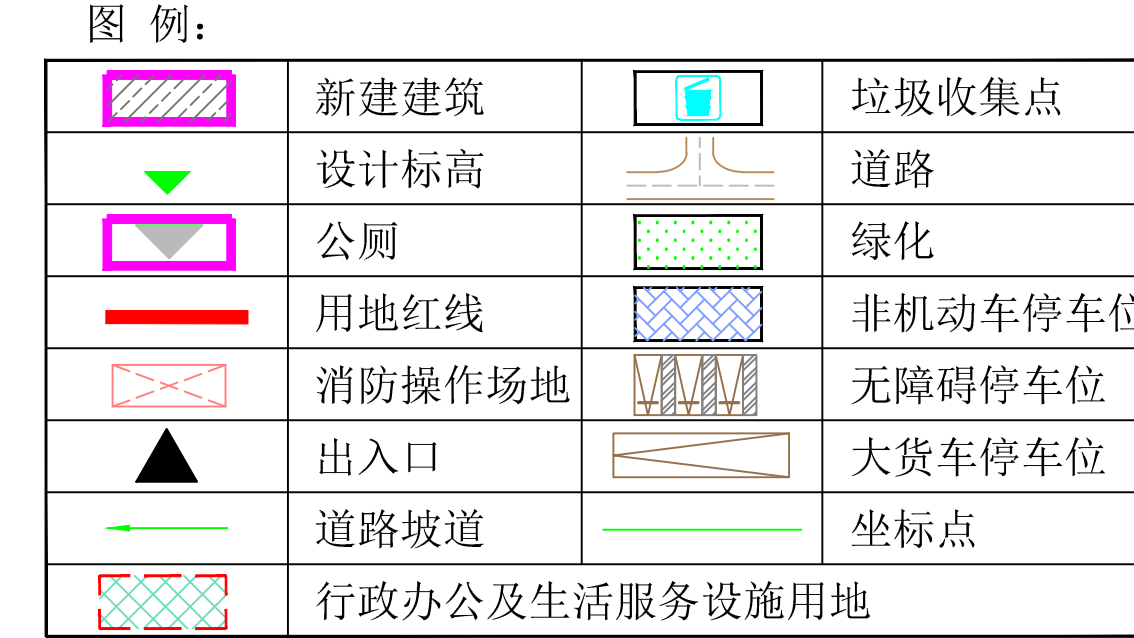 图 例：
新建建筑 垃圾收集点
设计标高 道路
公厕 绿化
用地红线 非机动车停车位
消防操作场地 无障碍停车位
出入口 大货车停车位
道路坡道 坐标点
行政办公及生活服务设施用地